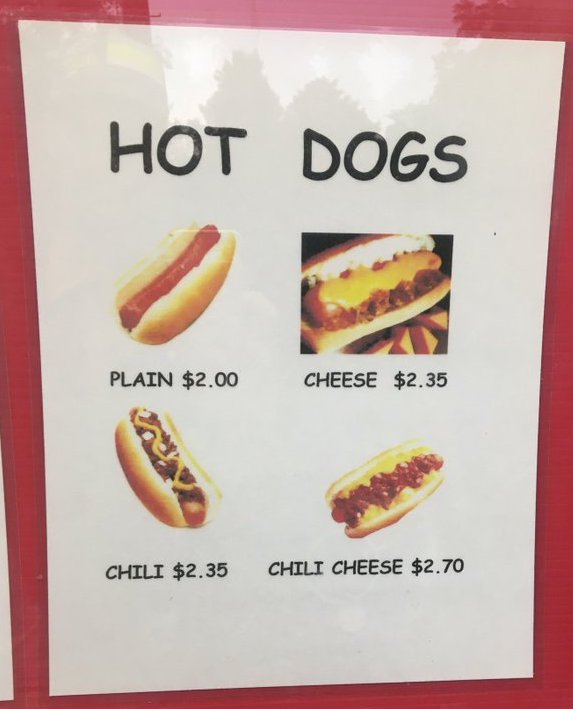 HOT DOGS
PLAIN $2.00
CHEESE $2.35
CHILI $2.35
CHILI CHEESE $2.70